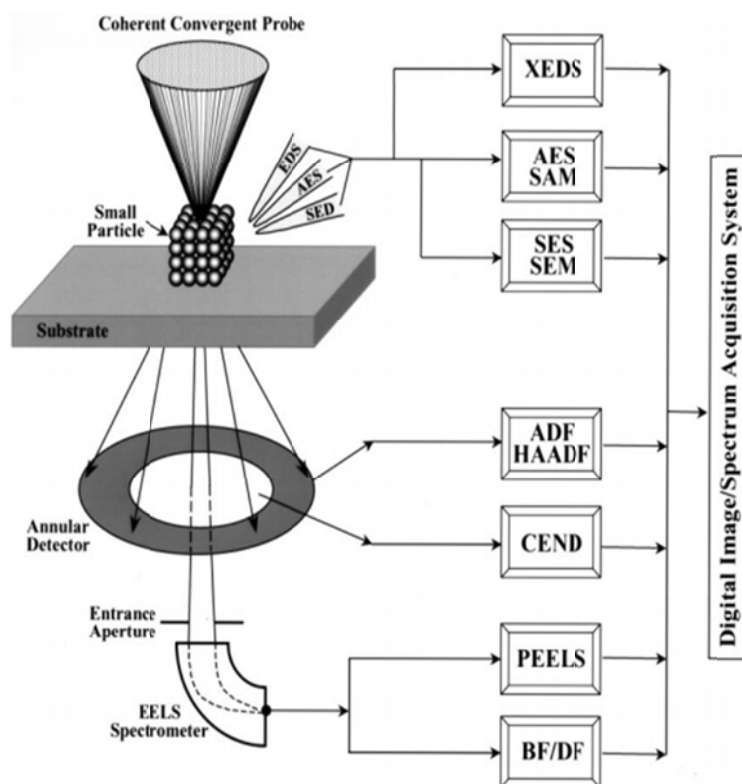 Coherent Convergent Probe
XEDS
EDS
AES
SED
AES
SAM
Small
Particle
SES
SEM
Substrate
Digital Image/Spectrum Acquisition System
ADF
HAADF
Annular
Detector
CEND
Entrance
Aperture
PEELS
EELS
Spectrometer
BF/DF